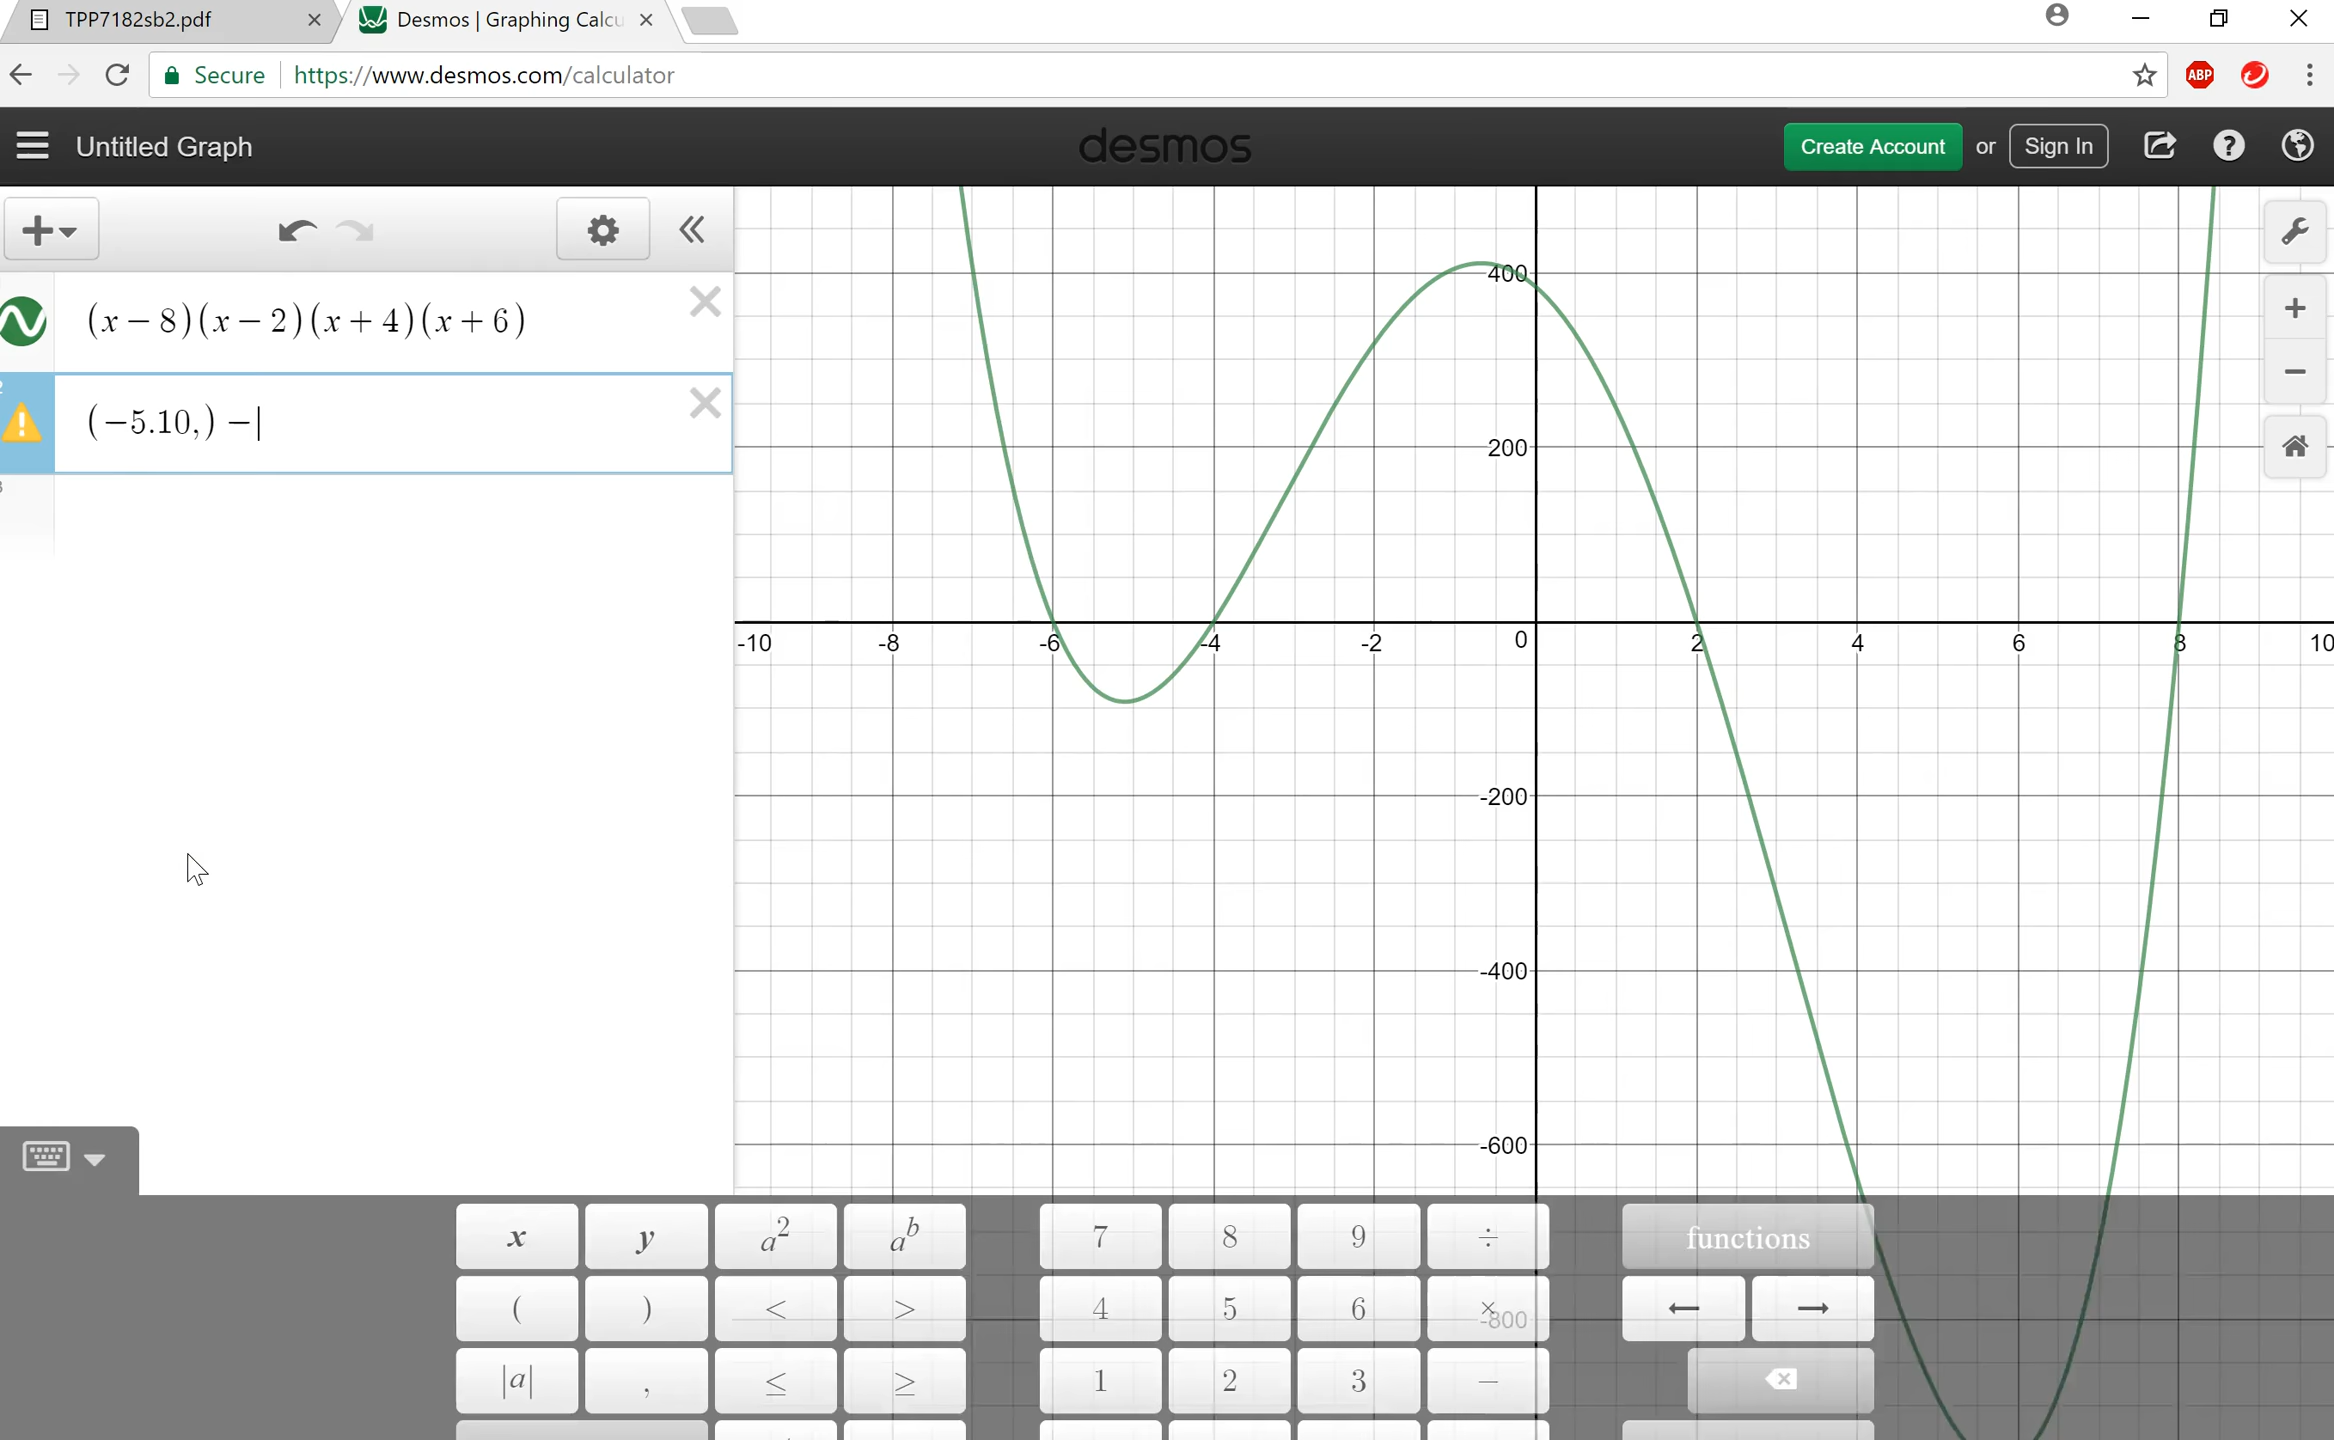 TPP7182sb2.pdf
Desmos | Graphing Calcu
Secure https://www.desmos.com/calculator
ABP
Untitled Graph
desmos
Create Account or Sign In
(x − 8)(x − 2)(x + 4)(x + 6)
(−5.10,) −
400
200
-10 -8 -6 -4 -2 0 2 4 6 8 10
-200
-400
-600
-800
x y a² aᵇ 7 8 9 ÷ functions
( ) < > 4 5 6 × ← →
|a| , ≤ ≥ 1 2 3 −